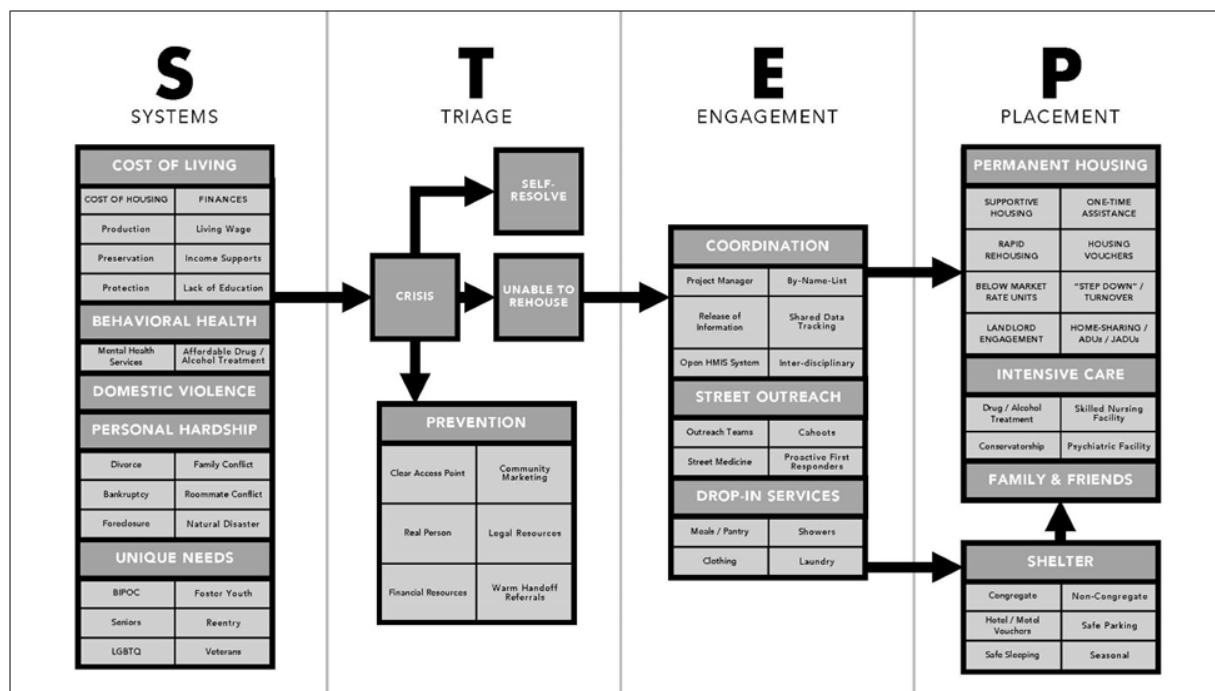 S
SYSTEMS
COST OF LIVING
COST OF HOUSING
FINANCES
Production
Living Wage
Preservation
Income Supports
Protection
Lack of Education
BEHAVIORAL HEALTH
Mental Health
Services
Affordable Drug /
Alcohol Treatment
DOMESTIC VIOLENCE
PERSONAL HARDSHIP
Divorce
Family Conflict
Bankruptcy
Roommate Conflict
Foreclosure
Natural Disaster
UNIQUE NEEDS
BIPOC
Foster Youth
Seniors
Reentry
LGBTQ
Veterans
T
TRIAGE
SELF-
RESOLVE
CRISIS
UNABLE TO
REHOUSE
PREVENTION
Clear Access Point
Community
Marketing
Real Person
Legal Resources
Financial Resources
Warm Handoff
Referrals
E
ENGAGEMENT
COORDINATION
Project Manager
By-Name-List
Release of
Information
Shared Data
Tracking
Open HMIS System
Inter-disciplinary
STREET OUTREACH
Outreach Teams
Cahoots
Street Medicine
Proactive First
Responders
DROP-IN SERVICES
Meals / Pantry
Showers
Clothing
Laundry
P
PLACEMENT
PERMANENT HOUSING
SUPPORTIVE
HOUSING
ONE-TIME
ASSISTANCE
RAPID
REHOUSING
HOUSING
VOUCHERS
BELOW MARKET
RATE UNITS
"STEP DOWN" /
TURNOVER
LANDLORD
ENGAGEMENT
HOME-SHARING /
ADUs / JADUs
INTENSIVE CARE
Drug / Alcohol
Treatment
Skilled Nursing
Facility
Conservatorship
Psychiatric Facility
FAMILY & FRIENDS
SHELTER
Congregate
Non-Congregate
Hotel / Motel
Vouchers
Safe Parking
Safe Sleeping
Seasonal